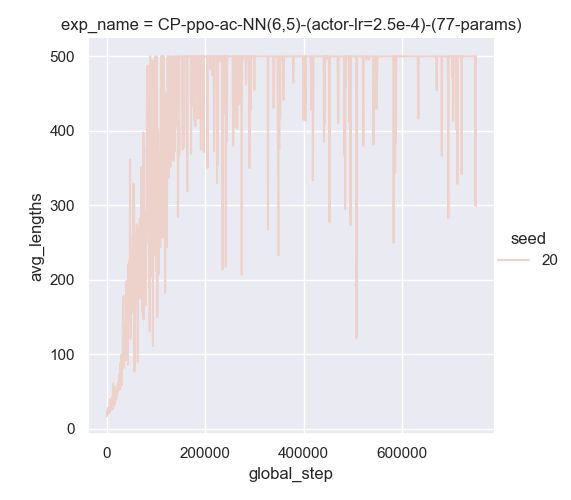 exp_name = CP-ppo-ac-NN(6,5)-(actor-lr=2.5e-4)-(77-params)
500
400
300
200
100
0
avg_lengths
0 200000 400000 600000
global_step
seed
20